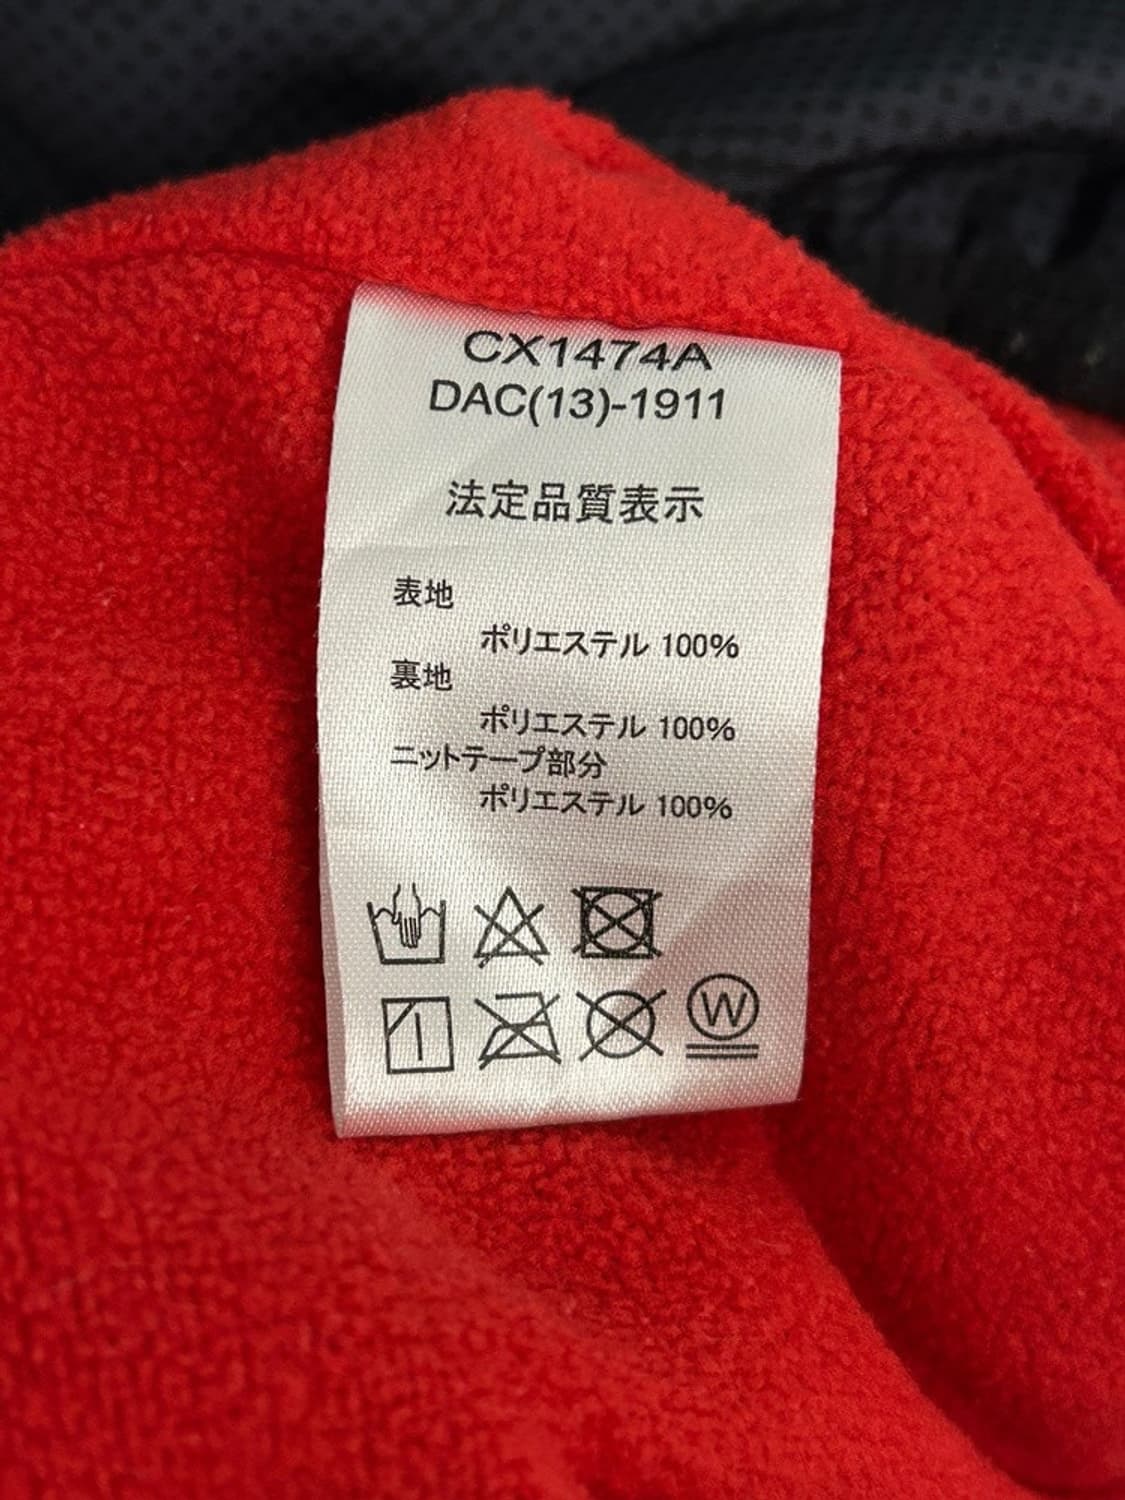 CX1474A
DAC(13)-1911
法定品質表示
表地
ポリエステル 100%
裏地
ポリエステル 100%
ニットテープ部分
ポリエステル 100%
W